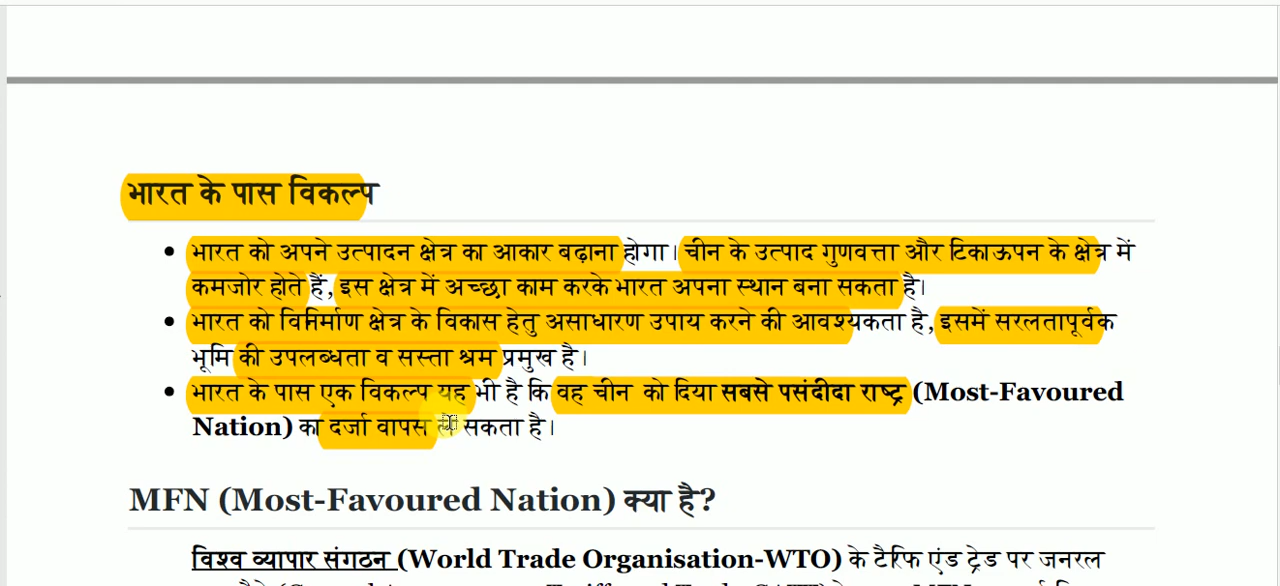 भारत के पास विकल्प
• भारत को अपने उत्पादन क्षेत्र का आकार बढ़ाना होगा। चीन के उत्पाद गुणवत्ता और टिकाऊपन के क्षेत्र में
कमजोर होते हैं, इस क्षेत्र में अच्छा काम करके भारत अपना स्थान बना सकता है।
• भारत को विनिर्माण क्षेत्र के विकास हेतु असाधारण उपाय करने की आवश्यकता है, इसमें सरलतापूर्वक
भूमि की उपलब्धता व सस्ता श्रम प्रमुख है।
• भारत के पास एक विकल्प यह भी है कि वह चीन को दिया सबसे पसंदीदा राष्ट्र (Most-Favoured
Nation) का दर्जा वापस सकता है।
MFN (Most-Favoured Nation) क्या है?
विश्व व्यापार संगठन (World Trade Organisation-WTO) के टैरिफ एंड ट्रेड पर जनरल